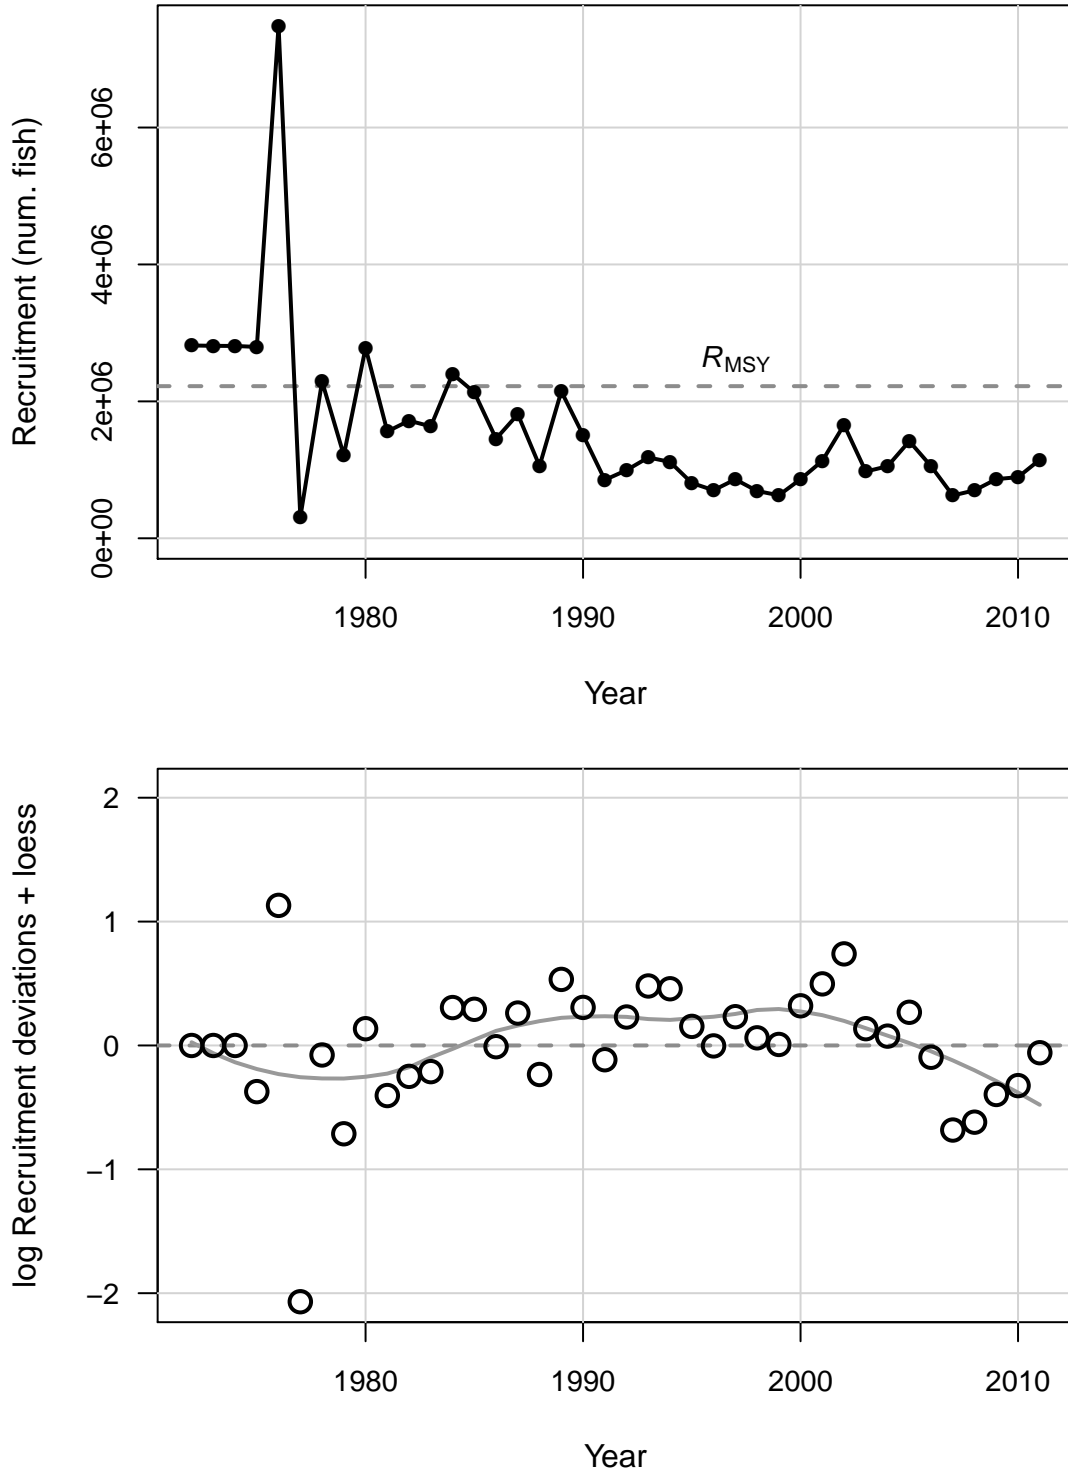 Recruitment (num. fish)
6e+06
4e+06
2e+06
0e+00
RMSY
1980 1990 2000 2010
Year
log Recruitment deviations + loess
2
1
0
−1
−2
1980 1990 2000 2010
Year